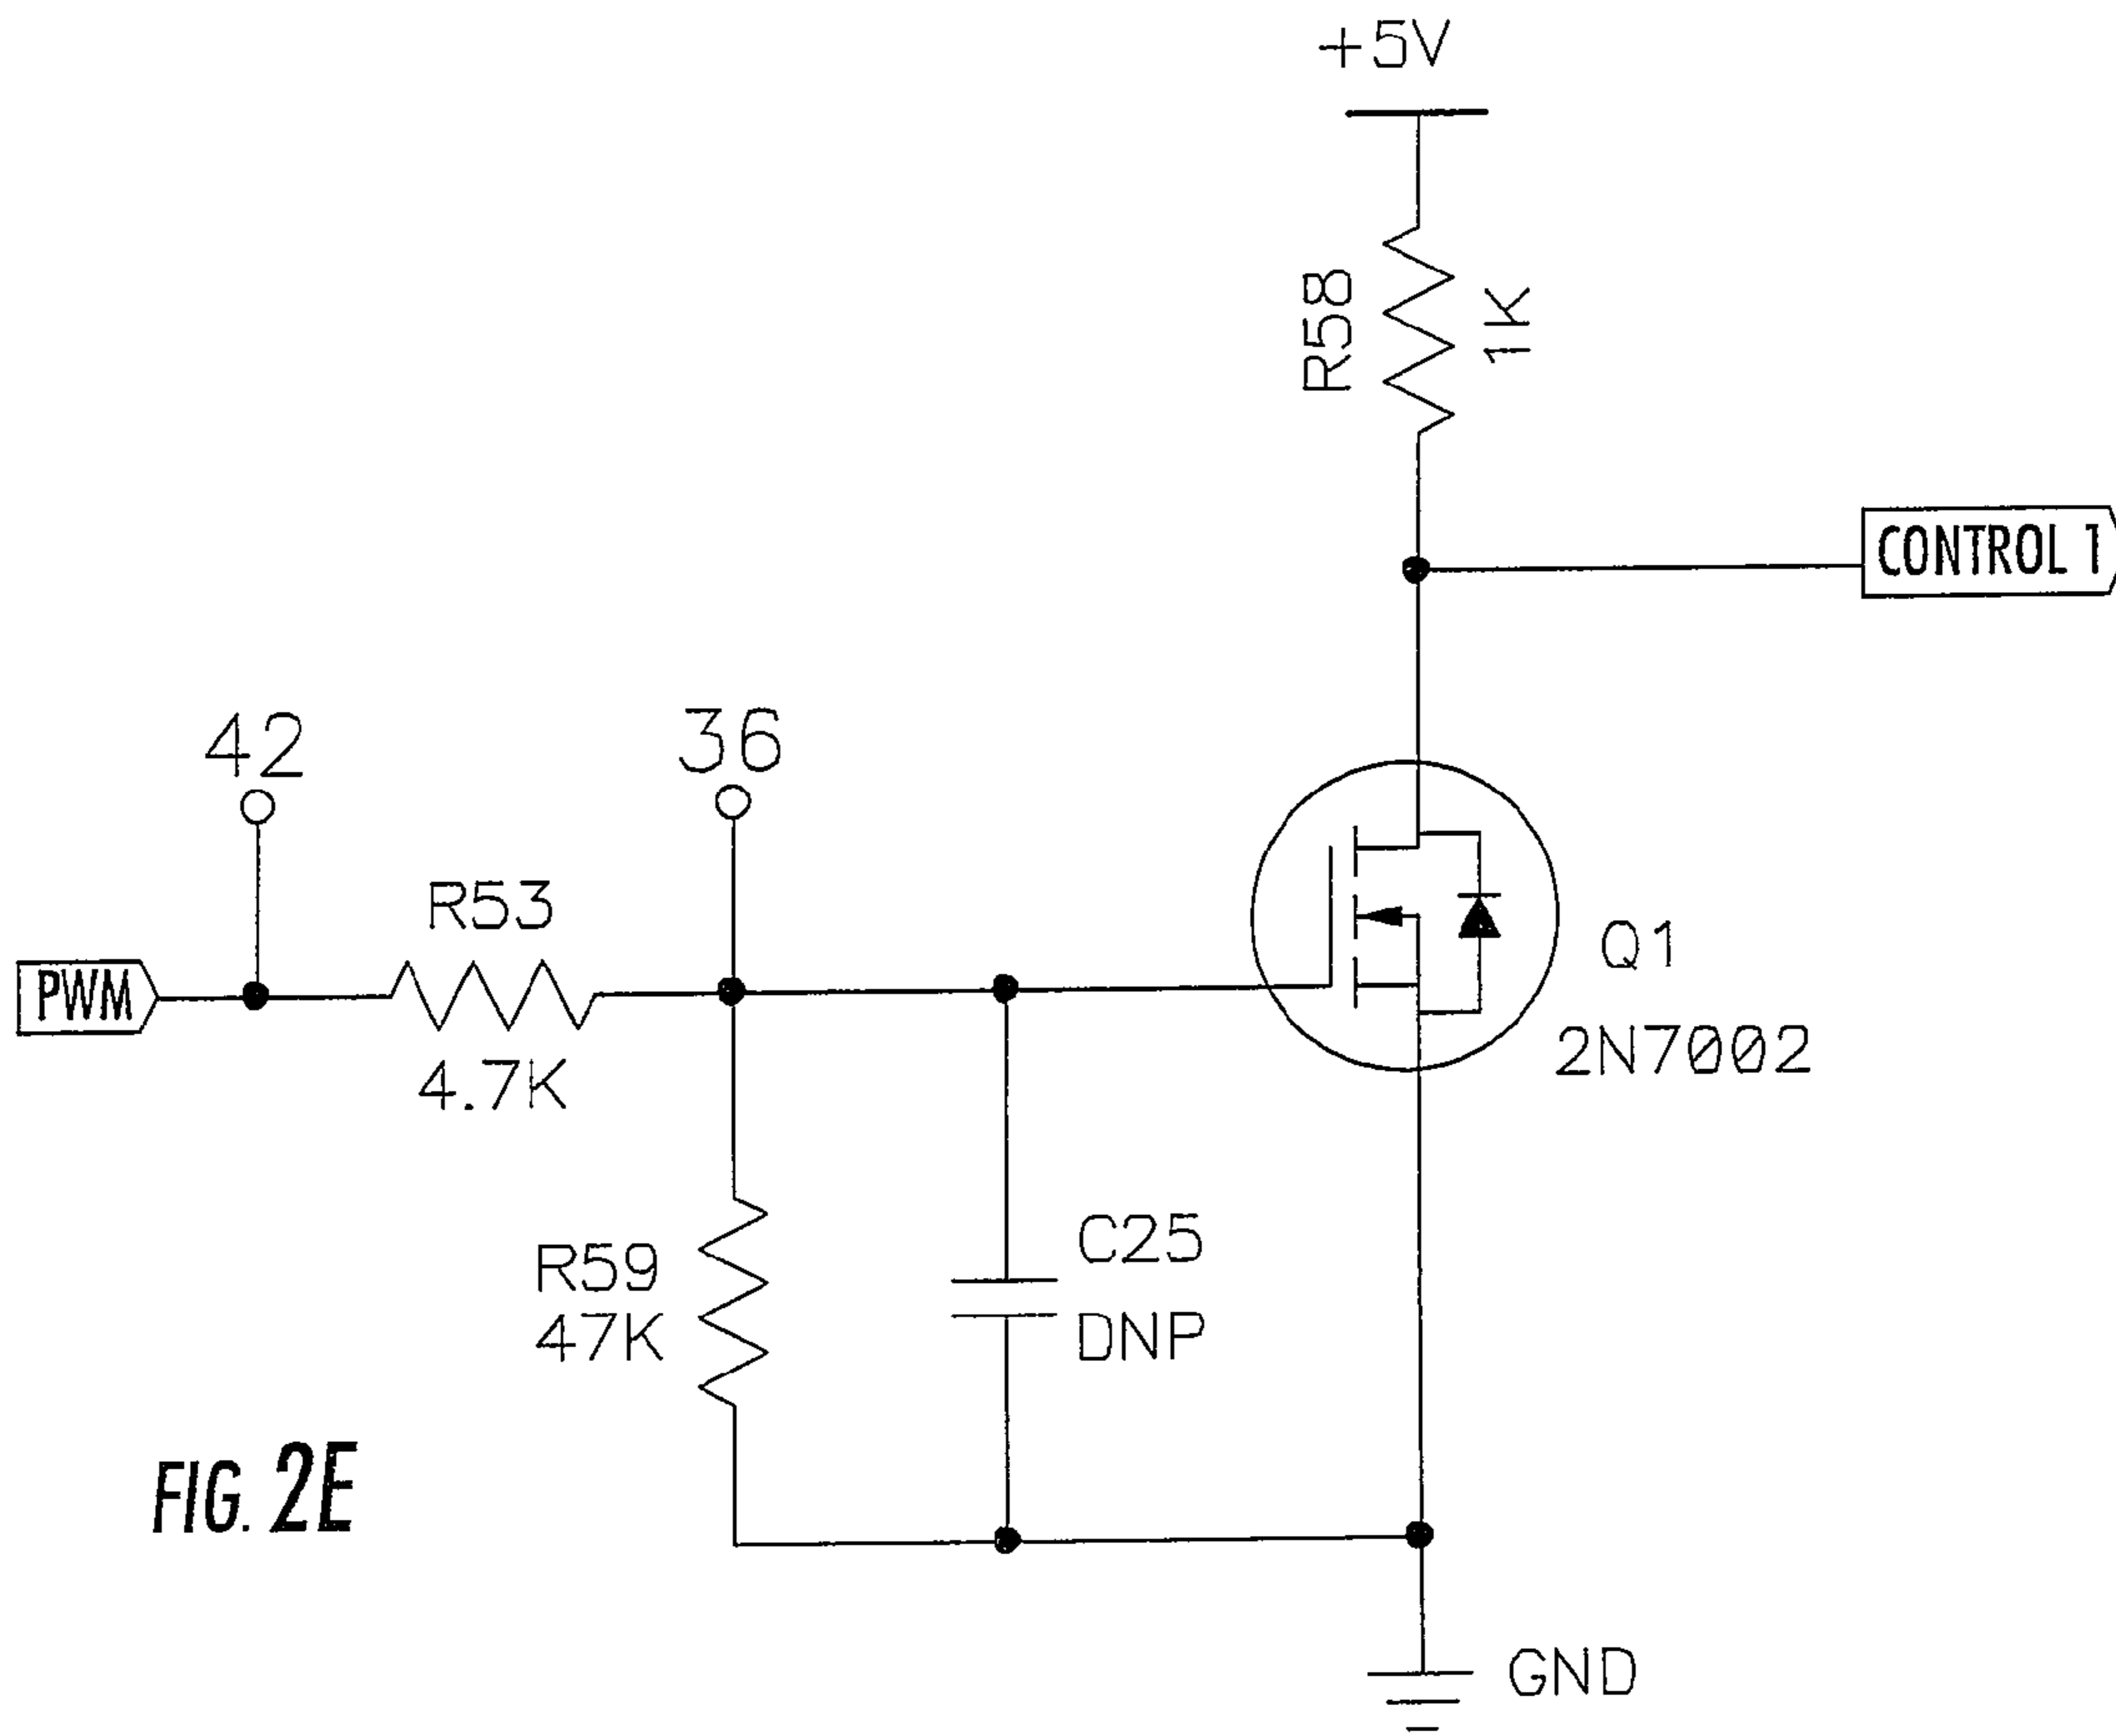 +5V
R58
1K
CONTROL 1
42
36
R53
PWM
4.7K
Q1
2N7002
R59
47K
C25
DNP
FIG. 2E
GND